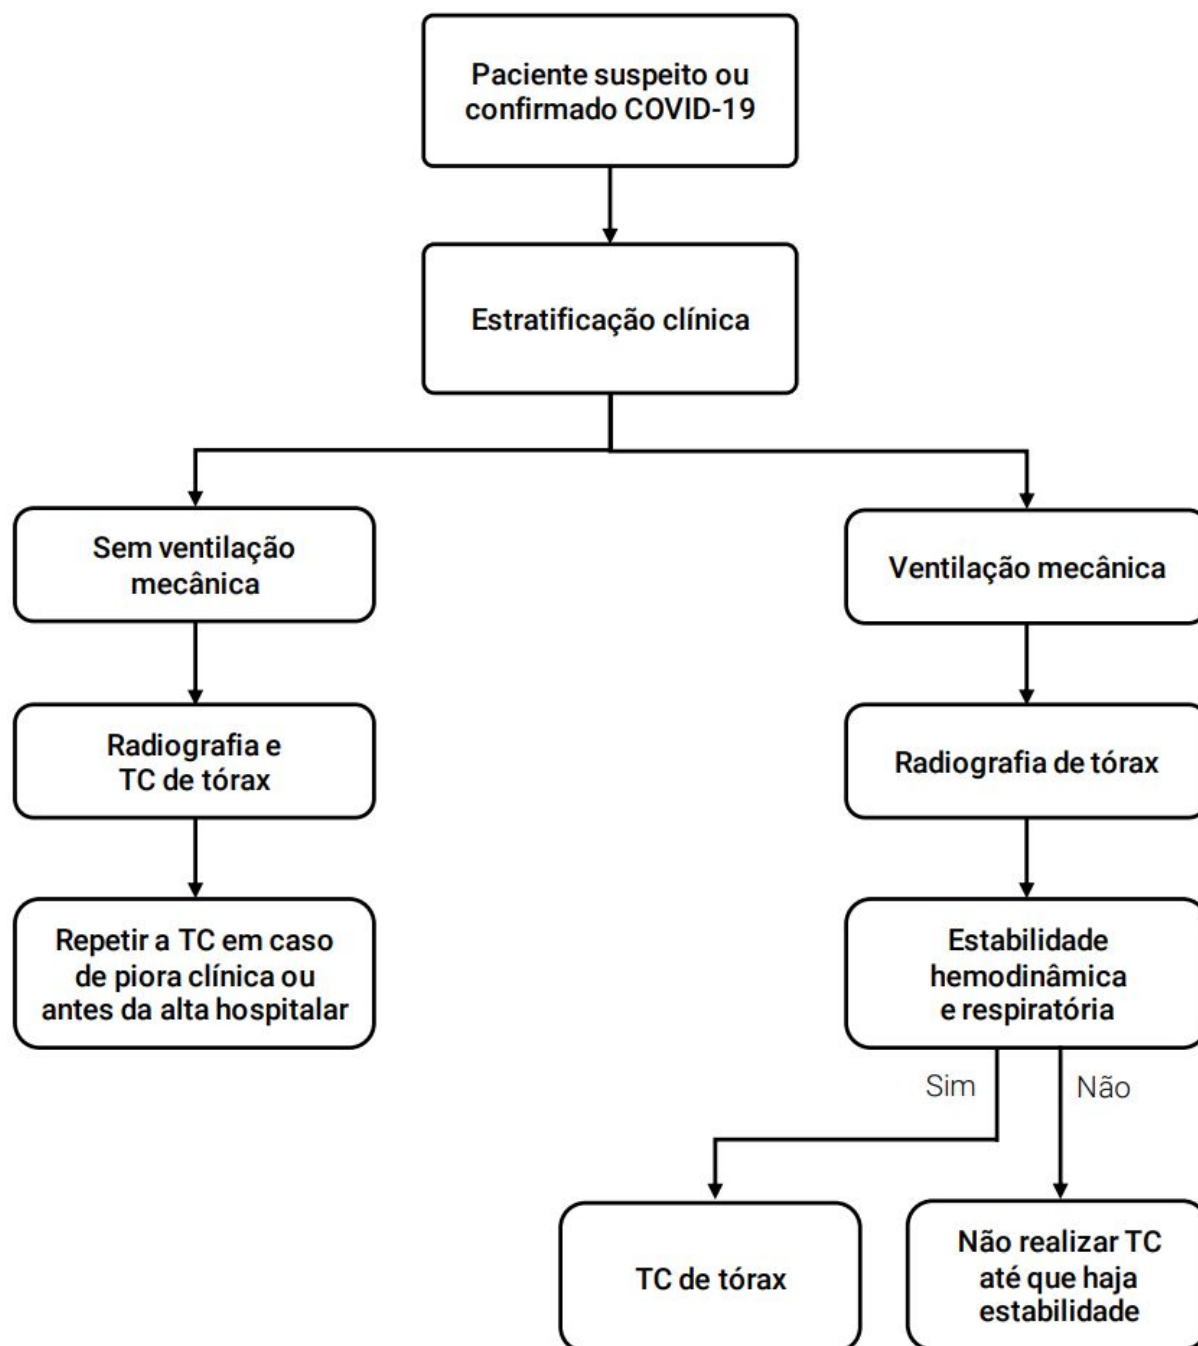 Paciente suspeito ou
confirmado COVID-19
Estratificação clínica
Sem ventilação
mecânica
Ventilação mecânica
Radiografia e
TC de tórax
Radiografia de tórax
Repetir a TC em caso
de piora clínica ou
antes da alta hospitalar
Estabilidade
hemodinâmica
e respiratória
Sim
Não
TC de tórax
Não realizar TC
até que haja
estabilidade